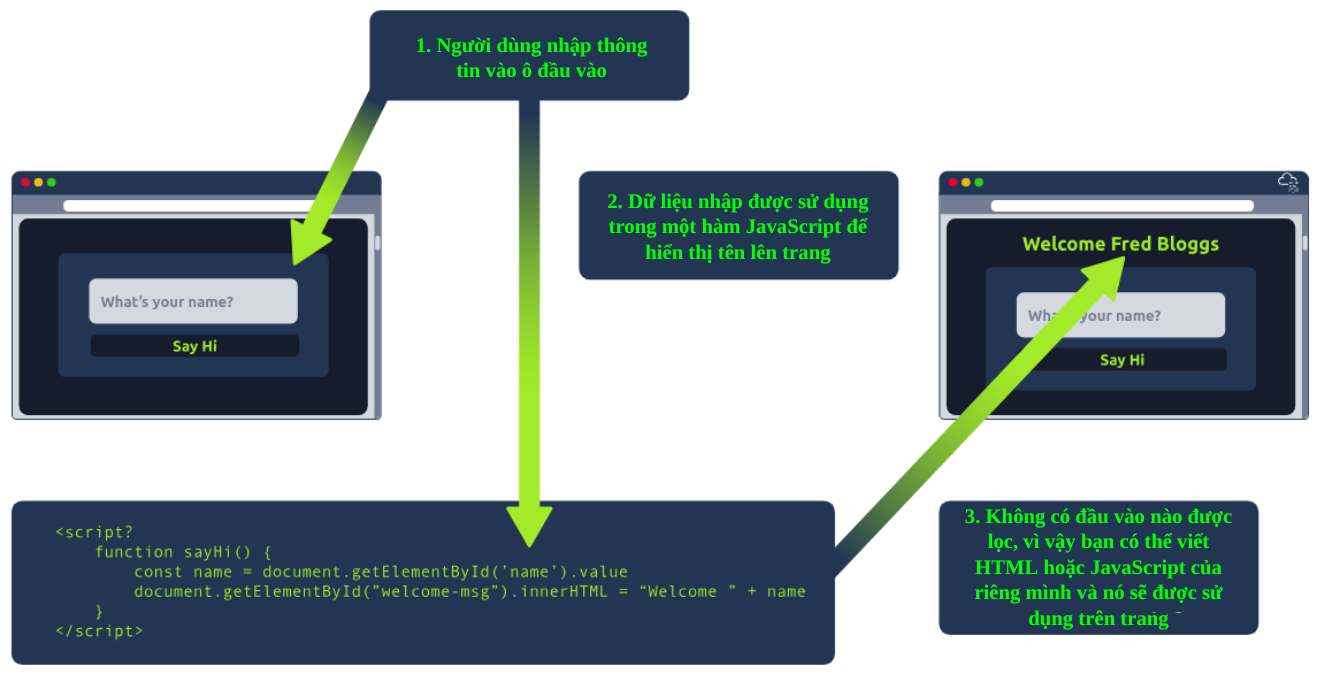 1. Người dùng nhập thông
tin vào ô đầu vào
2. Dữ liệu nhập được sử dụng
trong một hàm JavaScript để
hiển thị tên lên trang
What's your name?
Say Hi
Welcome Fred Bloggs
What's your name?
Say Hi
<script?
function sayHi() {
const name = document.getElementById('name').value
document.getElementById("welcome-msg").innerHTML = “Welcome ” + name
}
</script>
3. Không có đầu vào nào được
lọc, vì vậy bạn có thể viết
HTML hoặc JavaScript của
riêng mình và nó sẽ được sử
dụng trên trang